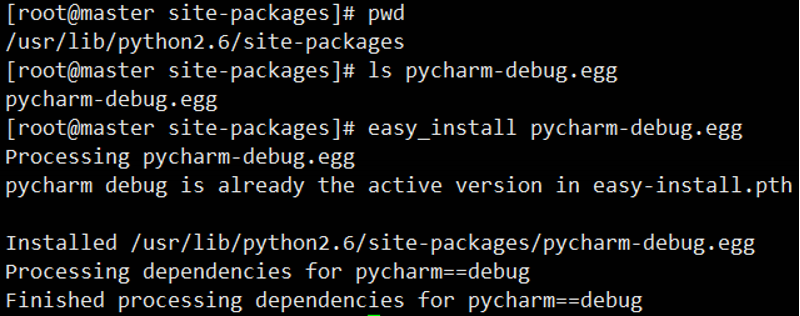 [root@master site-packages]# pwd
/usr/lib/python2.6/site-packages
[root@master site-packages]# ls pycharm-debug.egg
pycharm-debug.egg
[root@master site-packages]# easy_install pycharm-debug.egg
Processing pycharm-debug.egg
pycharm debug is already the active version in easy-install.pth

Installed /usr/lib/python2.6/site-packages/pycharm-debug.egg
Processing dependencies for pycharm==debug
Finished processing dependencies for pycharm==debug